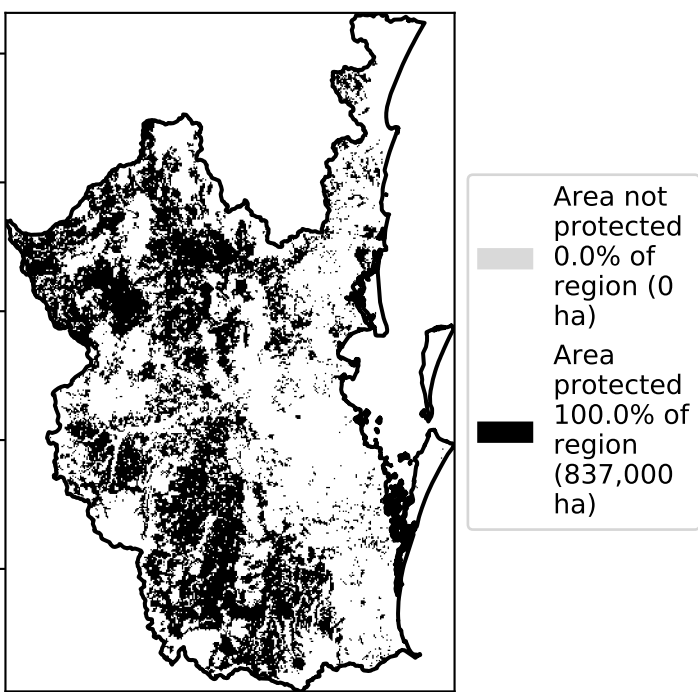 Area not
protected
0.0% of
region (0
ha)
Area
protected
100.0% of
region
(837,000
ha)